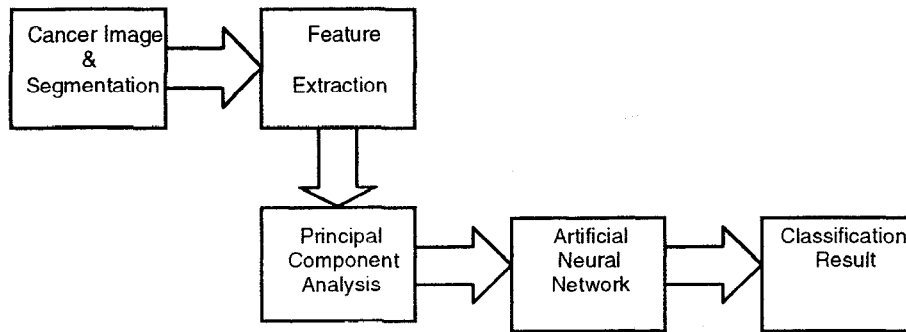 Cancer Image
&
Segmentation
Feature
Extraction
Principal
Component
Analysis
Artificial
Neural
Network
Classification
Result